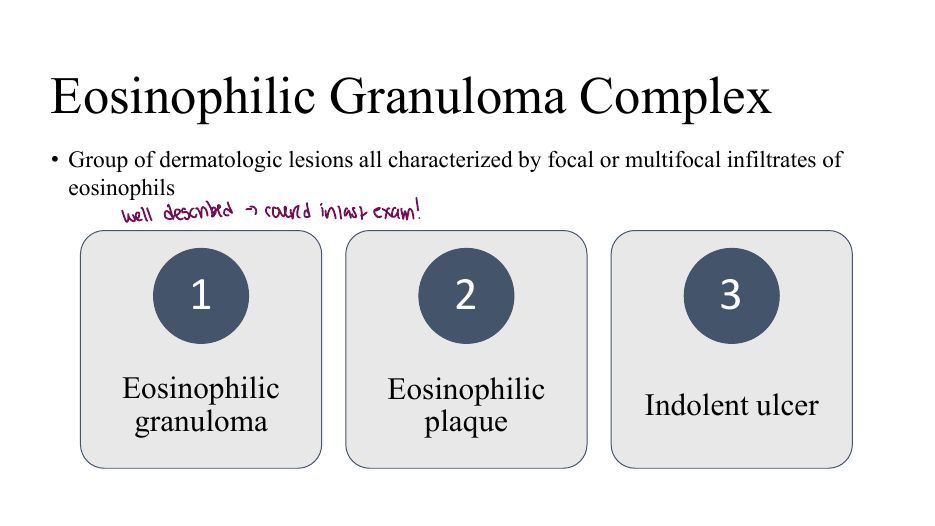 Eosinophilic Granuloma Complex
• Group of dermatologic lesions all characterized by focal or multifocal infiltrates of
eosinophils
well described → in last exam!
1
2
3
Eosinophilic
granuloma
Eosinophilic
plaque
Indolent ulcer